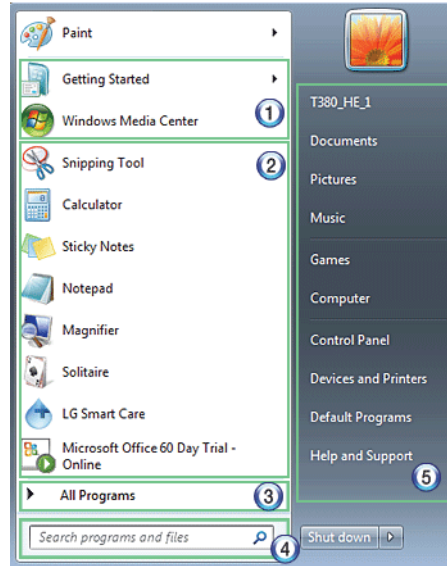 Paint
Getting Started
Windows Media Center
1
Snipping Tool
2
Calculator
Sticky Notes
Notepad
Magnifier
Solitaire
LG Smart Care
Microsoft Office 60 Day Trial -
Online
All Programs
3
Search programs and files
4
T380_HE_1
Documents
Pictures
Music
Games
Computer
Control Panel
Devices and Printers
Default Programs
Help and Support
5
Shut down